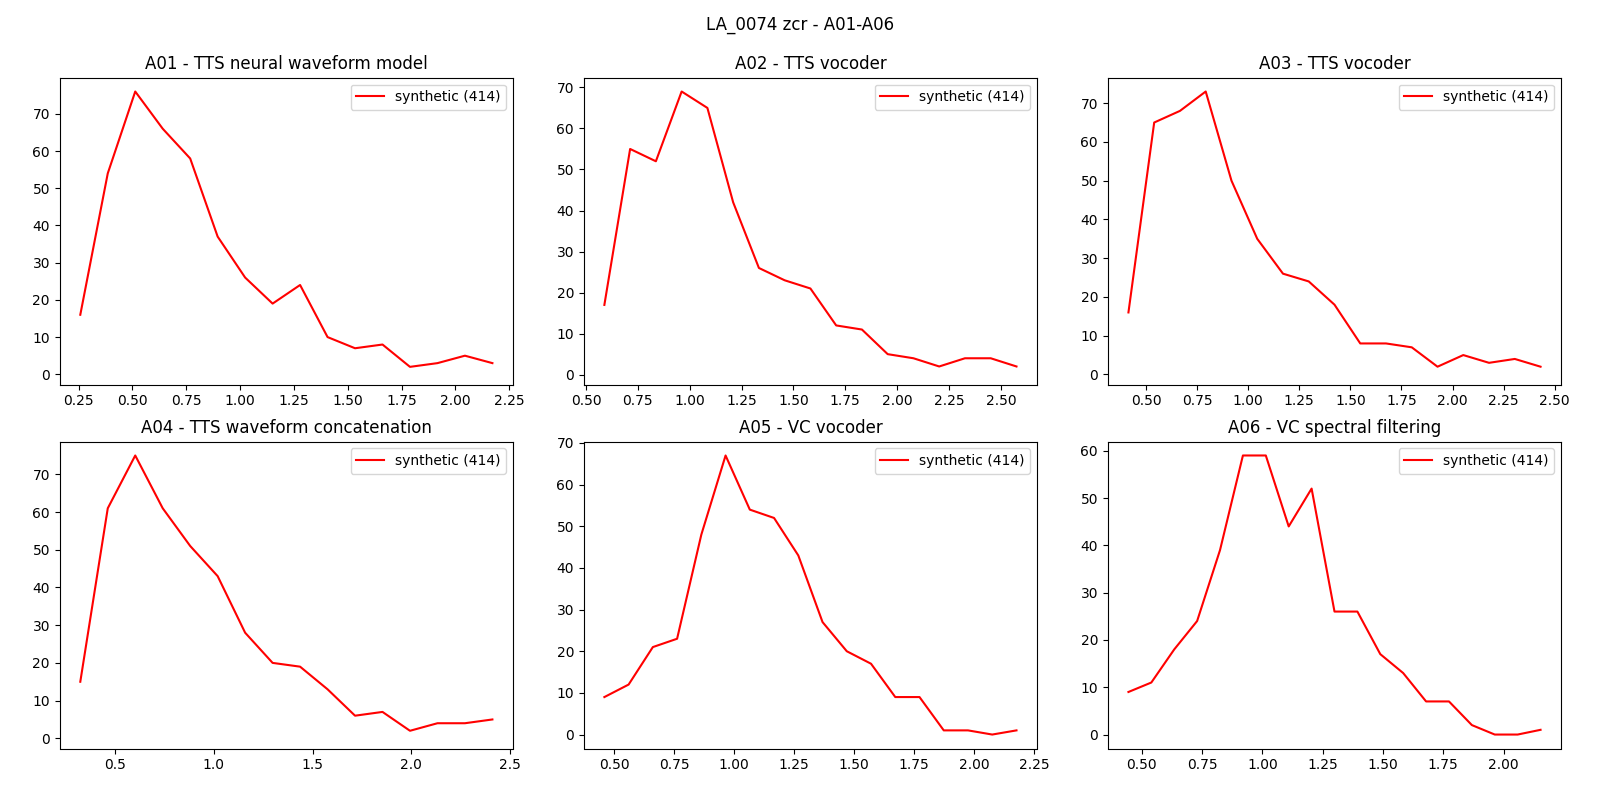 LA_0074 zcr - A01-A06
A01 - TTS neural waveform model
synthetic (414)
70
60
50
40
30
20
10
0
0.25 0.50 0.75 1.00 1.25 1.50 1.75 2.00 2.25
A02 - TTS vocoder
synthetic (414)
70
60
50
40
30
20
10
0
0.50 0.75 1.00 1.25 1.50 1.75 2.00 2.25 2.50
A03 - TTS vocoder
synthetic (414)
70
60
50
40
30
20
10
0
0.50 0.75 1.00 1.25 1.50 1.75 2.00 2.25 2.50
A04 - TTS waveform concatenation
synthetic (414)
70
60
50
40
30
20
10
0
0.5 1.0 1.5 2.0 2.5
A05 - VC vocoder
synthetic (414)
70
60
50
40
30
20
10
0
0.50 0.75 1.00 1.25 1.50 1.75 2.00 2.25
A06 - VC spectral filtering
synthetic (414)
60
50
40
30
20
10
0
0.50 0.75 1.00 1.25 1.50 1.75 2.00